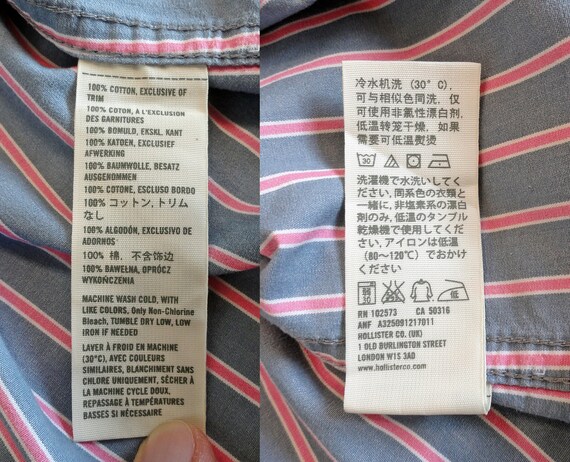 100% COTTON, EXCLUSIVE OF
TRIM
100% COTON, À L'EXCLUSION
DES GARNITURES
100% BOMULD, EKSKL. KANT
100% KATOEN, EXCLUSIEF
AFWERKING
100% BAUMWOLLE, BESATZ
AUSGENOMMEN
100% COTONE, ESCLUSO BORDO
100% コットン, トリム
なし
100% ALGODÓN, EXCLUSIVO DE
ADORNOS
100% 棉, 不含饰边
100% BAWEŁNA, OPRÓCZ
WYKOŃCZENIA
MACHINE WASH COLD, WITH
LIKE COLORS, Only Non-Chlorine
Bleach, TUMBLE DRY LOW, LOW
IRON IF NEEDED
LAVER À FROID EN MACHINE
(30°C), AVEC COULEURS
SIMILAIRES, BLANCHIMENT SANS
CHLORE UNIQUEMENT, SÉCHER À
LA MACHINE CYCLE DOUX,
REPASSAGE À TEMPÉRATURES
BASSES SI NÉCESSAIRE
冷水机洗 (30° C),
可与相似色同洗, 仅
可使用非氯性漂白剂,
低温转笼干燥, 如果
需要可低温熨烫
30
洗濯機で水洗いしてく
ださい, 同系色の衣類と
一緒に, 非塩素系の漂白
剤のみ, 低温のタンブル
乾燥機で使用してくだ
さい, アイロンは低温
(80〜120℃) でおかけ
ください
30 低
RN 102573 CA 50316
ANF A325091217011
HOLLISTER CO. (UK)
1 OLD BURLINGTON STREET
LONDON W1S 3AD
www.hollisterco.com